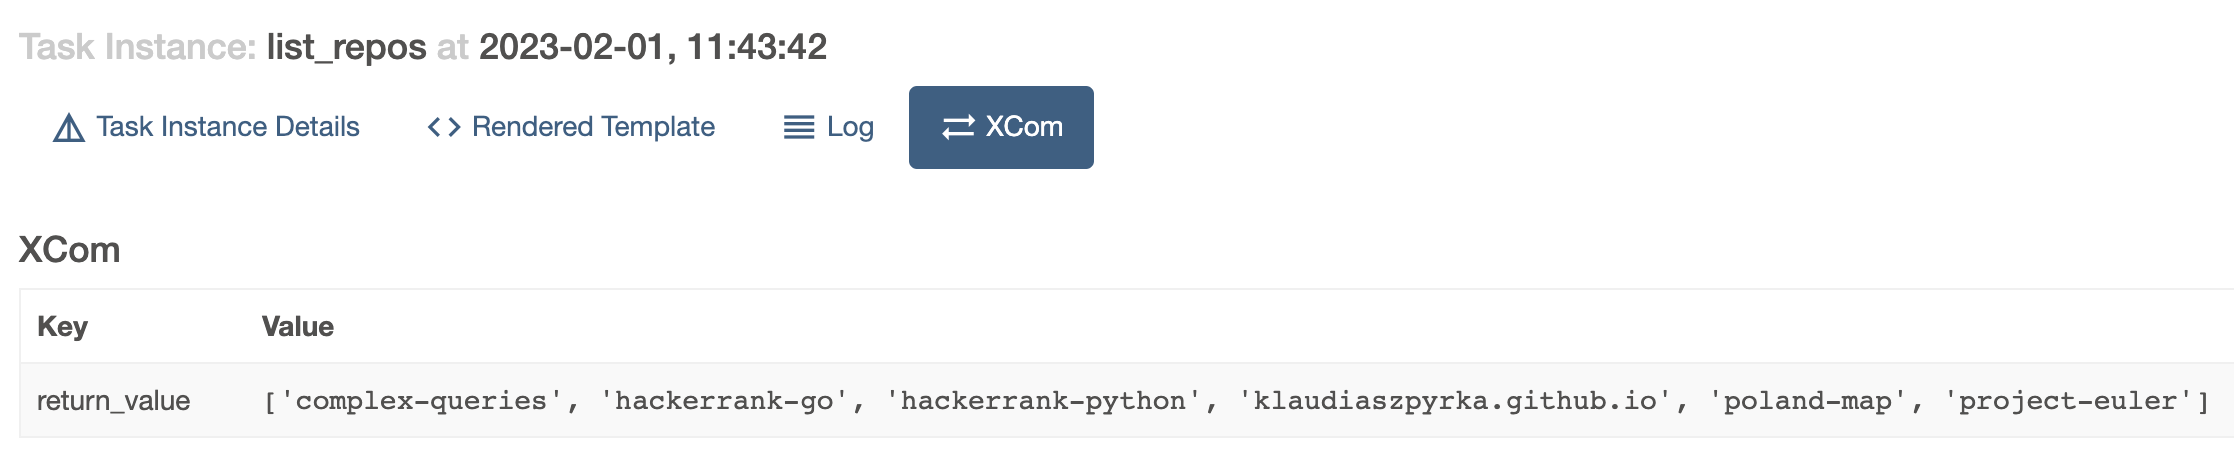 Task Instance: list_repos at 2023-02-01, 11:43:42
Task Instance Details Rendered Template Log XCom
XCom
Key Value
return_value ['complex-queries', 'hackerrank-go', 'hackerrank-python', 'klaudiaszpyrka.github.io', 'poland-map', 'project-euler']